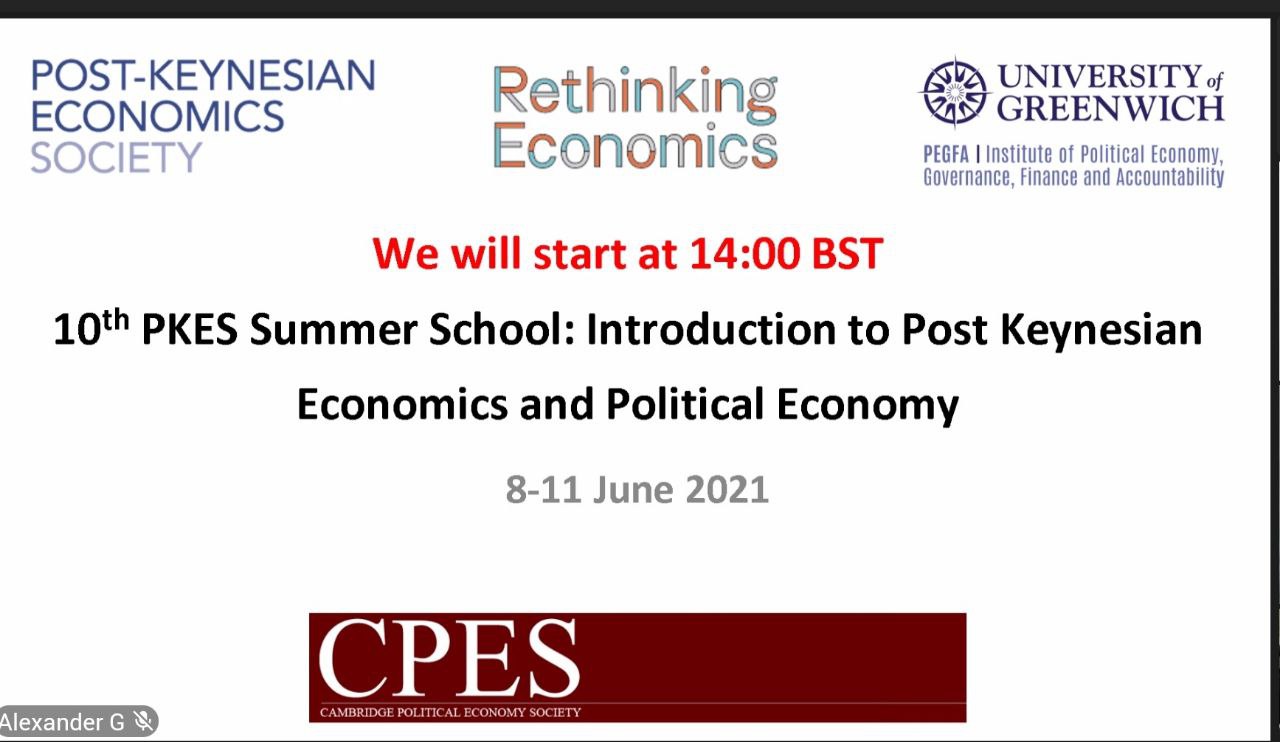 POST-KEYNESIAN
ECONOMICS
SOCIETY
Rethinking
Economics
UNIVERSITY of
GREENWICH
PEGFA | Institute of Political Economy,
Governance, Finance and Accountability
We will start at 14:00 BST
10th PKES Summer School: Introduction to Post Keynesian
Economics and Political Economy
8-11 June 2021
CPES
CAMBRIDGE POLITICAL ECONOMY SOCIETY
Alexander G